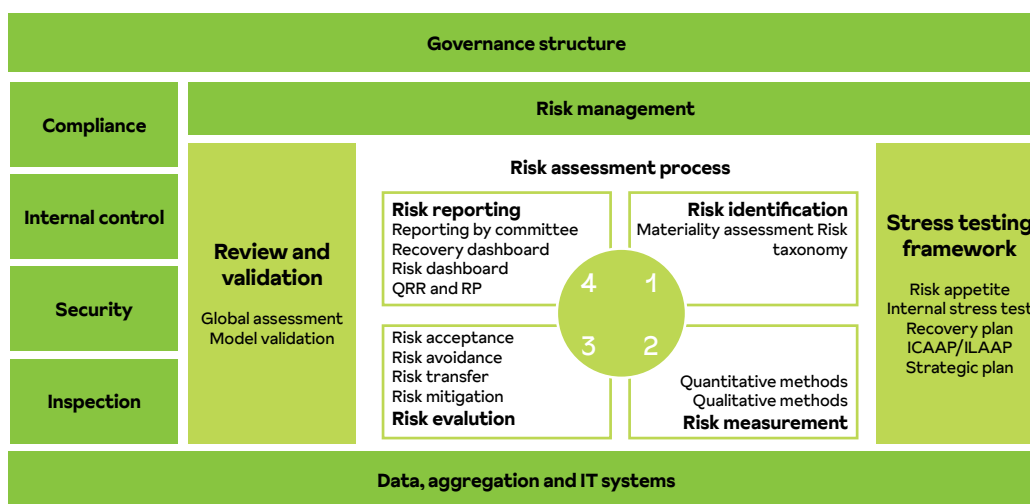 Governance structure
Compliance
Internal control
Security
Inspection
Risk management
Review and
validation
Global assessment
Model validation
Risk assessment process
Risk reporting
Reporting by committee
Recovery dashboard
Risk dashboard
QRR and RP
Risk identification
Materiality assessment Risk
taxonomy
4
1
3
2
Risk acceptance
Risk avoidance
Risk transfer
Risk mitigation
Risk evalution
Quantitative methods
Qualitative methods
Risk measurement
Stress testing
framework
Risk appetite
Internal stress test
Recovery plan
ICAAP/ILAAP
Strategic plan
Data, aggregation and IT systems